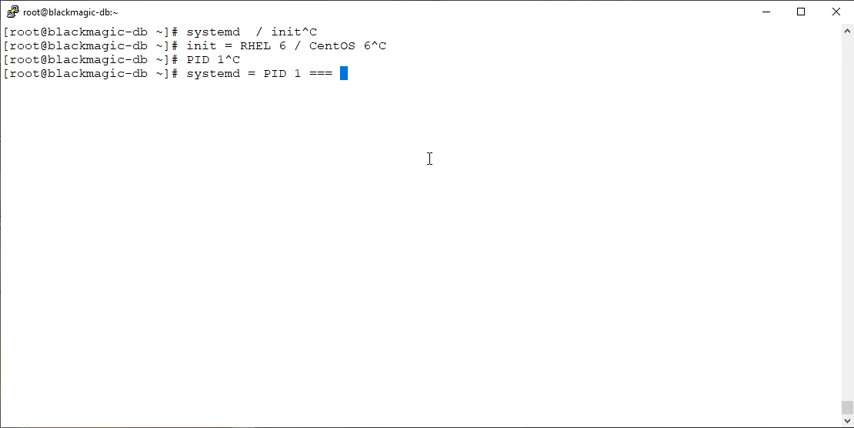 root@blackmagic-db:~
[root@blackmagic-db ~]# systemd  / init^C
[root@blackmagic-db ~]# init = RHEL 6 / CentOS 6^C
[root@blackmagic-db ~]# PID 1^C
[root@blackmagic-db ~]# systemd = PID 1 ===